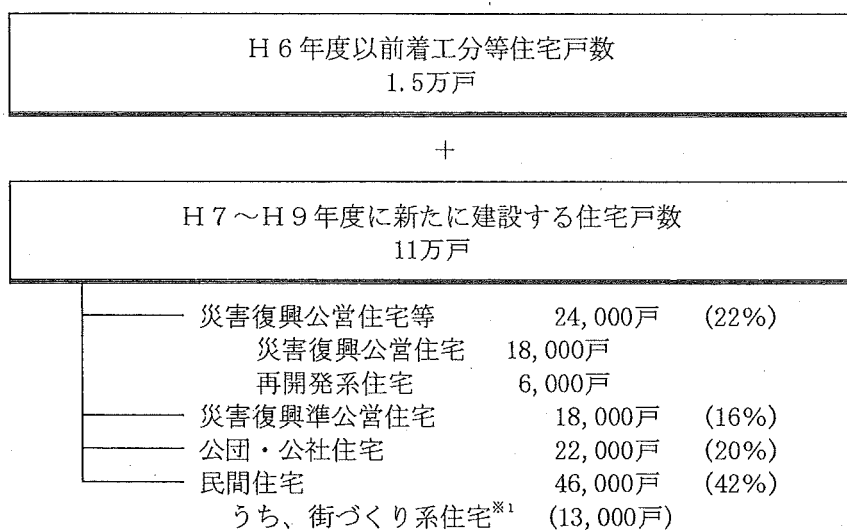 H6年度以前着工分等住宅戸数
1.5万戸
+
H7～H9年度に新たに建設する住宅戸数
11万戸
災害復興公営住宅等 24,000戸 (22%)
災害復興公営住宅 18,000戸
再開発系住宅 6,000戸
災害復興準公営住宅 18,000戸 (16%)
公団・公社住宅 22,000戸 (20%)
民間住宅 46,000戸 (42%)
うち、街づくり系住宅※1 (13,000戸)